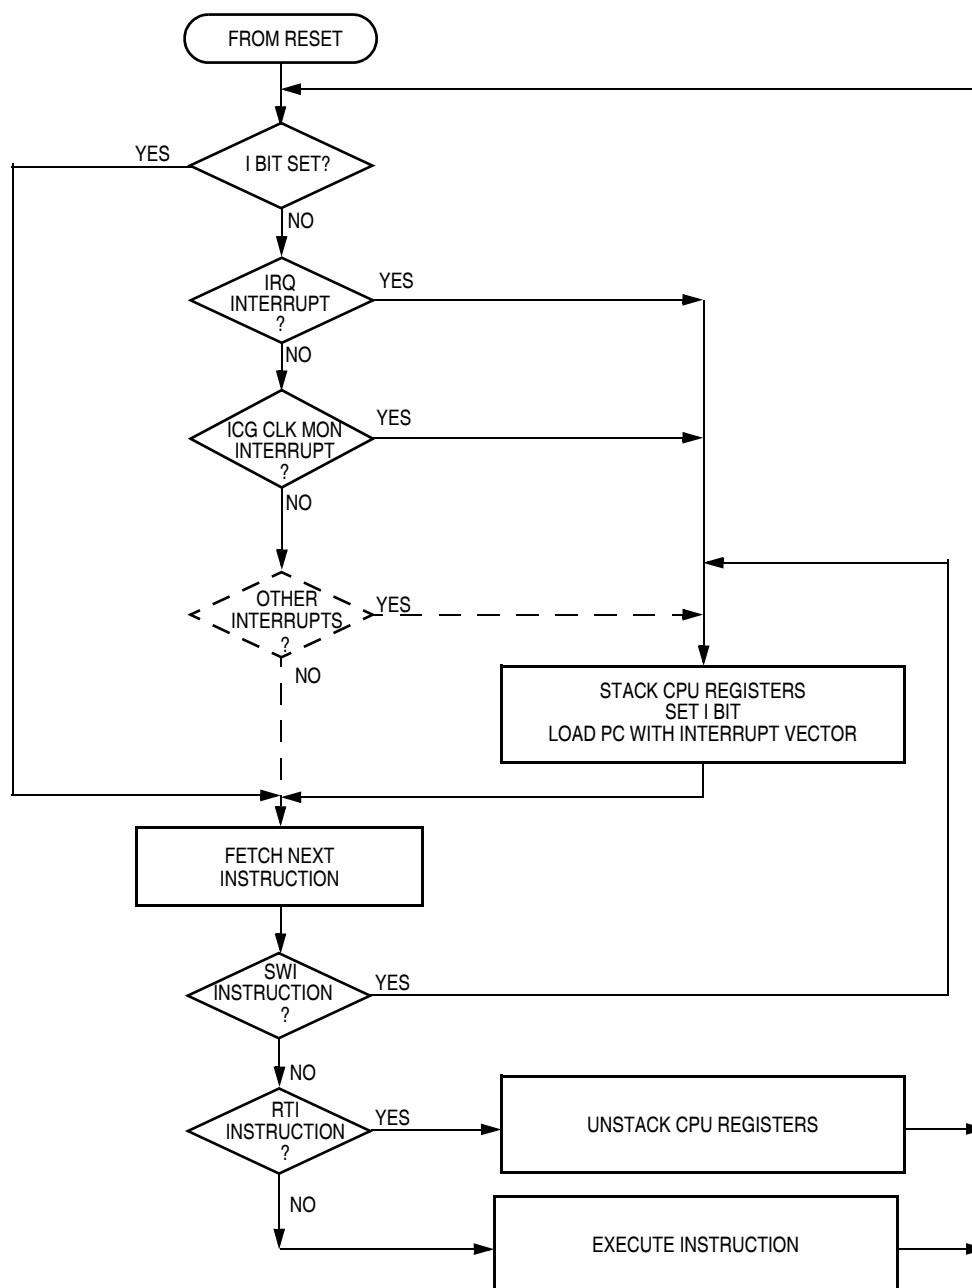 FROM RESET
YES
I BIT SET?
NO
IRQ
INTERRUPT
?
YES
NO
ICG CLK MON
INTERRUPT
?
YES
NO
OTHER
INTERRUPTS
?
YES
NO
STACK CPU REGISTERS
SET I BIT
LOAD PC WITH INTERRUPT VECTOR
FETCH NEXT
INSTRUCTION
SWI
INSTRUCTION
?
YES
NO
RTI
INSTRUCTION
?
YES
UNSTACK CPU REGISTERS
NO
EXECUTE INSTRUCTION